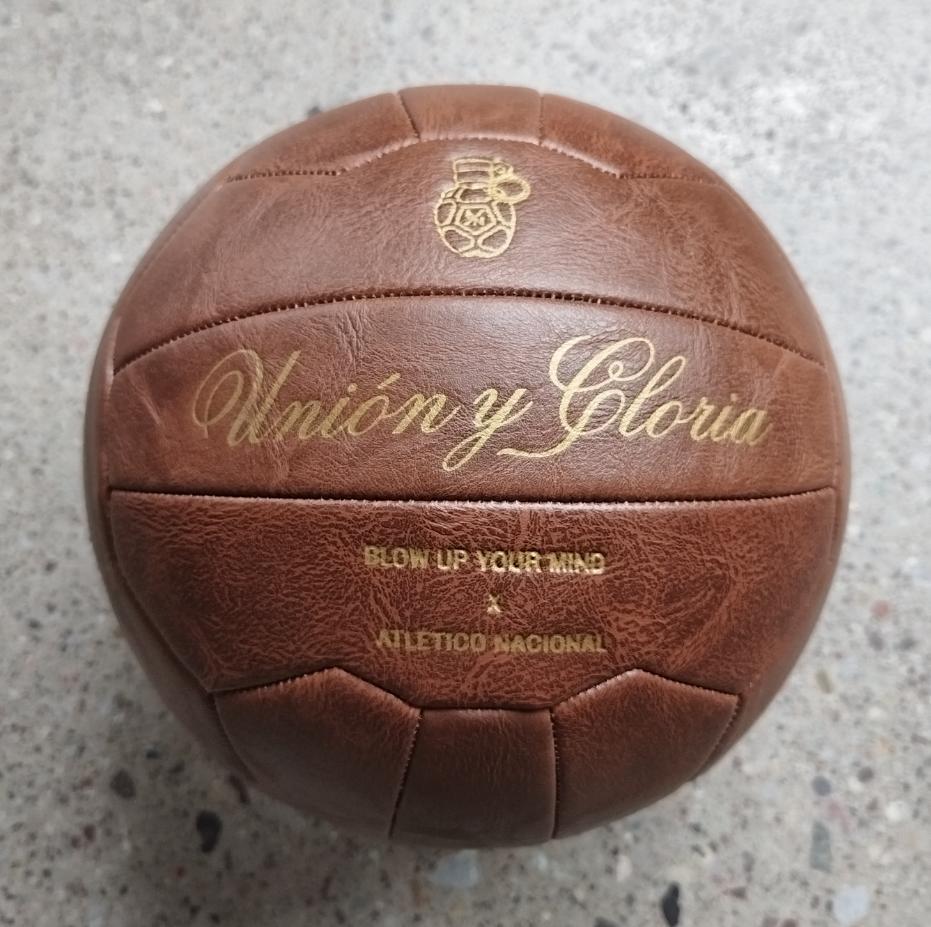 Unión y Gloria
BLOW UP YOUR MIND
X
ATLETICO NACIONAL